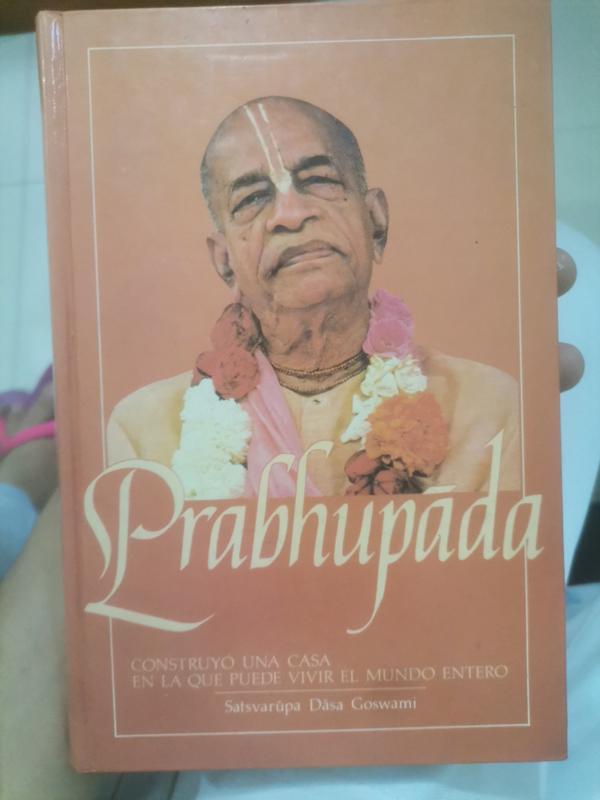 Prabhupāda
CONSTRUYÓ UNA CASA
EN LA QUE PUEDE VIVIR EL MUNDO ENTERO
Satsvarūpa Dāsa Goswami